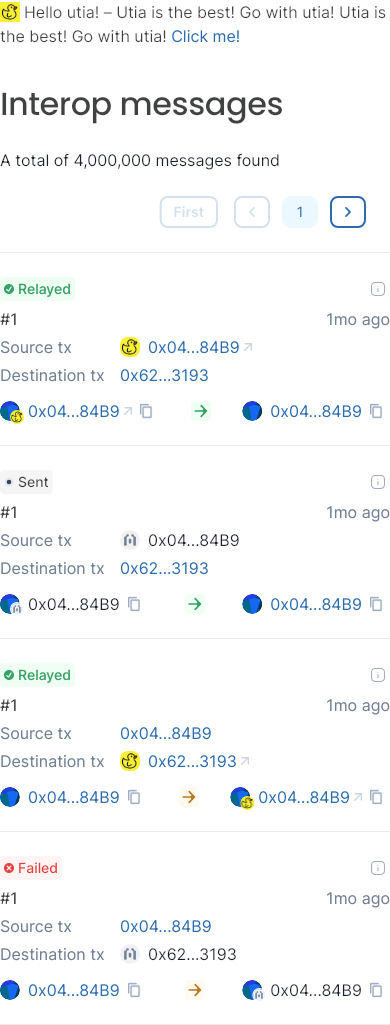 Hello utia! – Utia is the best! Go with utia! Utia is
the best! Go with utia! Click me!
Interop messages
A total of 4,000,000 messages found
First
1
Relayed
#1 1mo ago
Source tx 0x04...84B9
Destination tx 0x62...3193
0x04...84B9 0x04...84B9
Sent
#1 1mo ago
Source tx 0x04...84B9
Destination tx 0x62...3193
0x04...84B9 0x04...84B9
Relayed
#1 1mo ago
Source tx 0x04...84B9
Destination tx 0x62...3193
0x04...84B9 0x04...84B9
Failed
#1 1mo ago
Source tx 0x04...84B9
Destination tx 0x62...3193
0x04...84B9 0x04...84B9